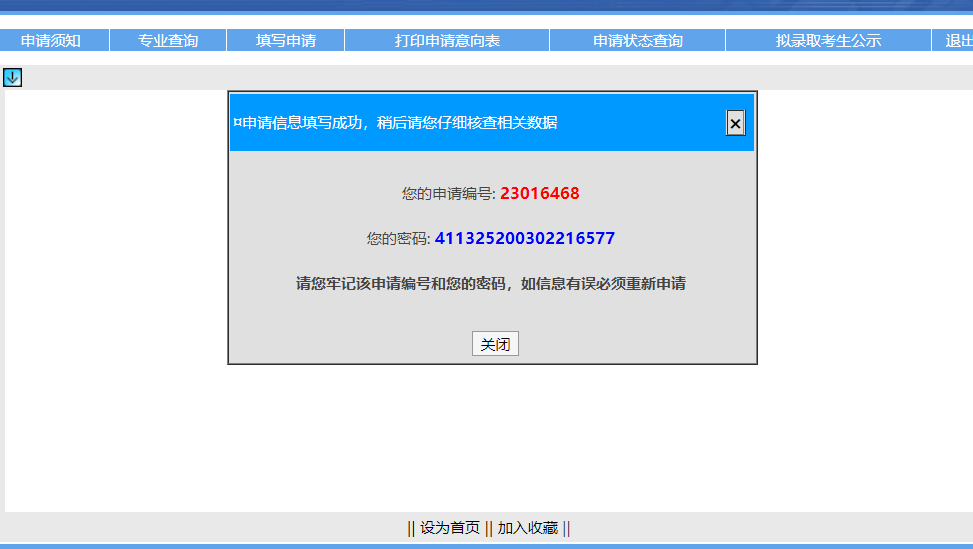 申请须知 专业查询 填写申请 打印申请意向表 申请状态查询 拟录取考生公示 退出
¤申请信息填写成功，稍后请您仔细核查相关数据
您的申请编号: 23016468
您的密码: 411325200302216577
请您牢记该申请编号和您的密码，如信息有误必须重新申请
关闭
|| 设为首页 || 加入收藏 ||